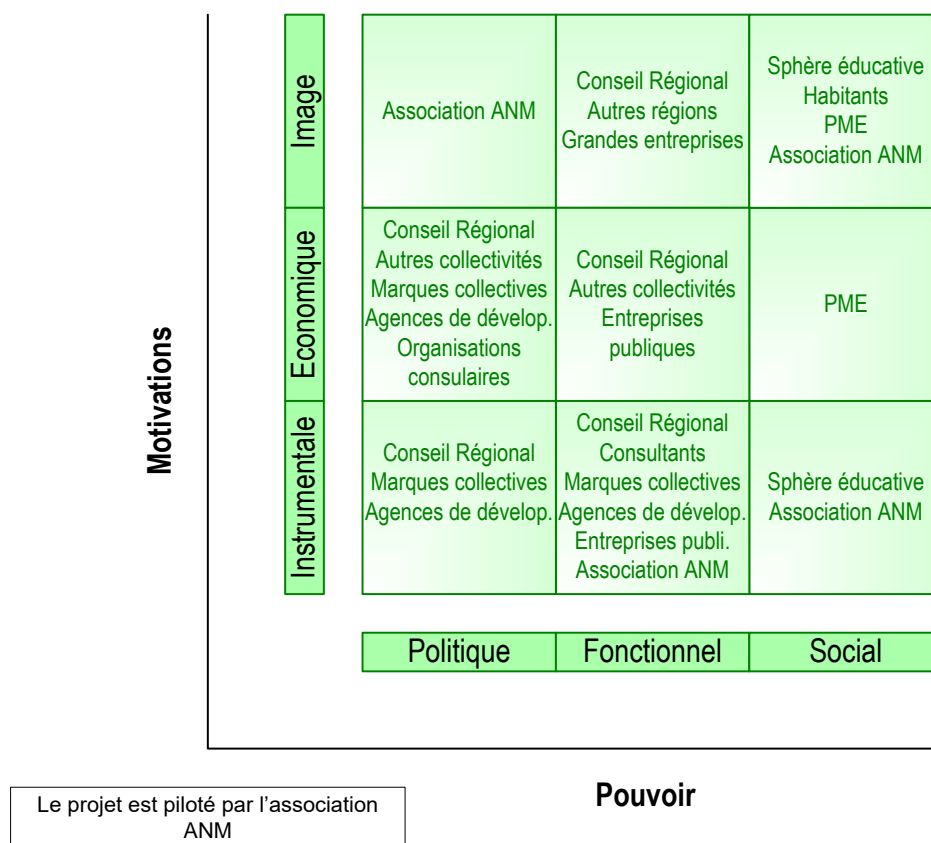 Motivations
Image
Association ANM
Conseil Régional
Autres régions
Grandes entreprises
Sphère éducative
Habitants
PME
Association ANM
Economique
Conseil Régional
Autres collectivités
Marques collectives
Agences de dévelop.
Organisations
consulaires
Conseil Régional
Autres collectivités
Entreprises
publiques
PME
Instrumentale
Conseil Régional
Marques collectives
Agences de dévelop.
Conseil Régional
Consultants
Marques collectives
Agences de dévelop.
Entreprises publi.
Association ANM
Sphère éducative
Association ANM
Politique
Fonctionnel
Social
Pouvoir
Le projet est piloté par l’association
ANM